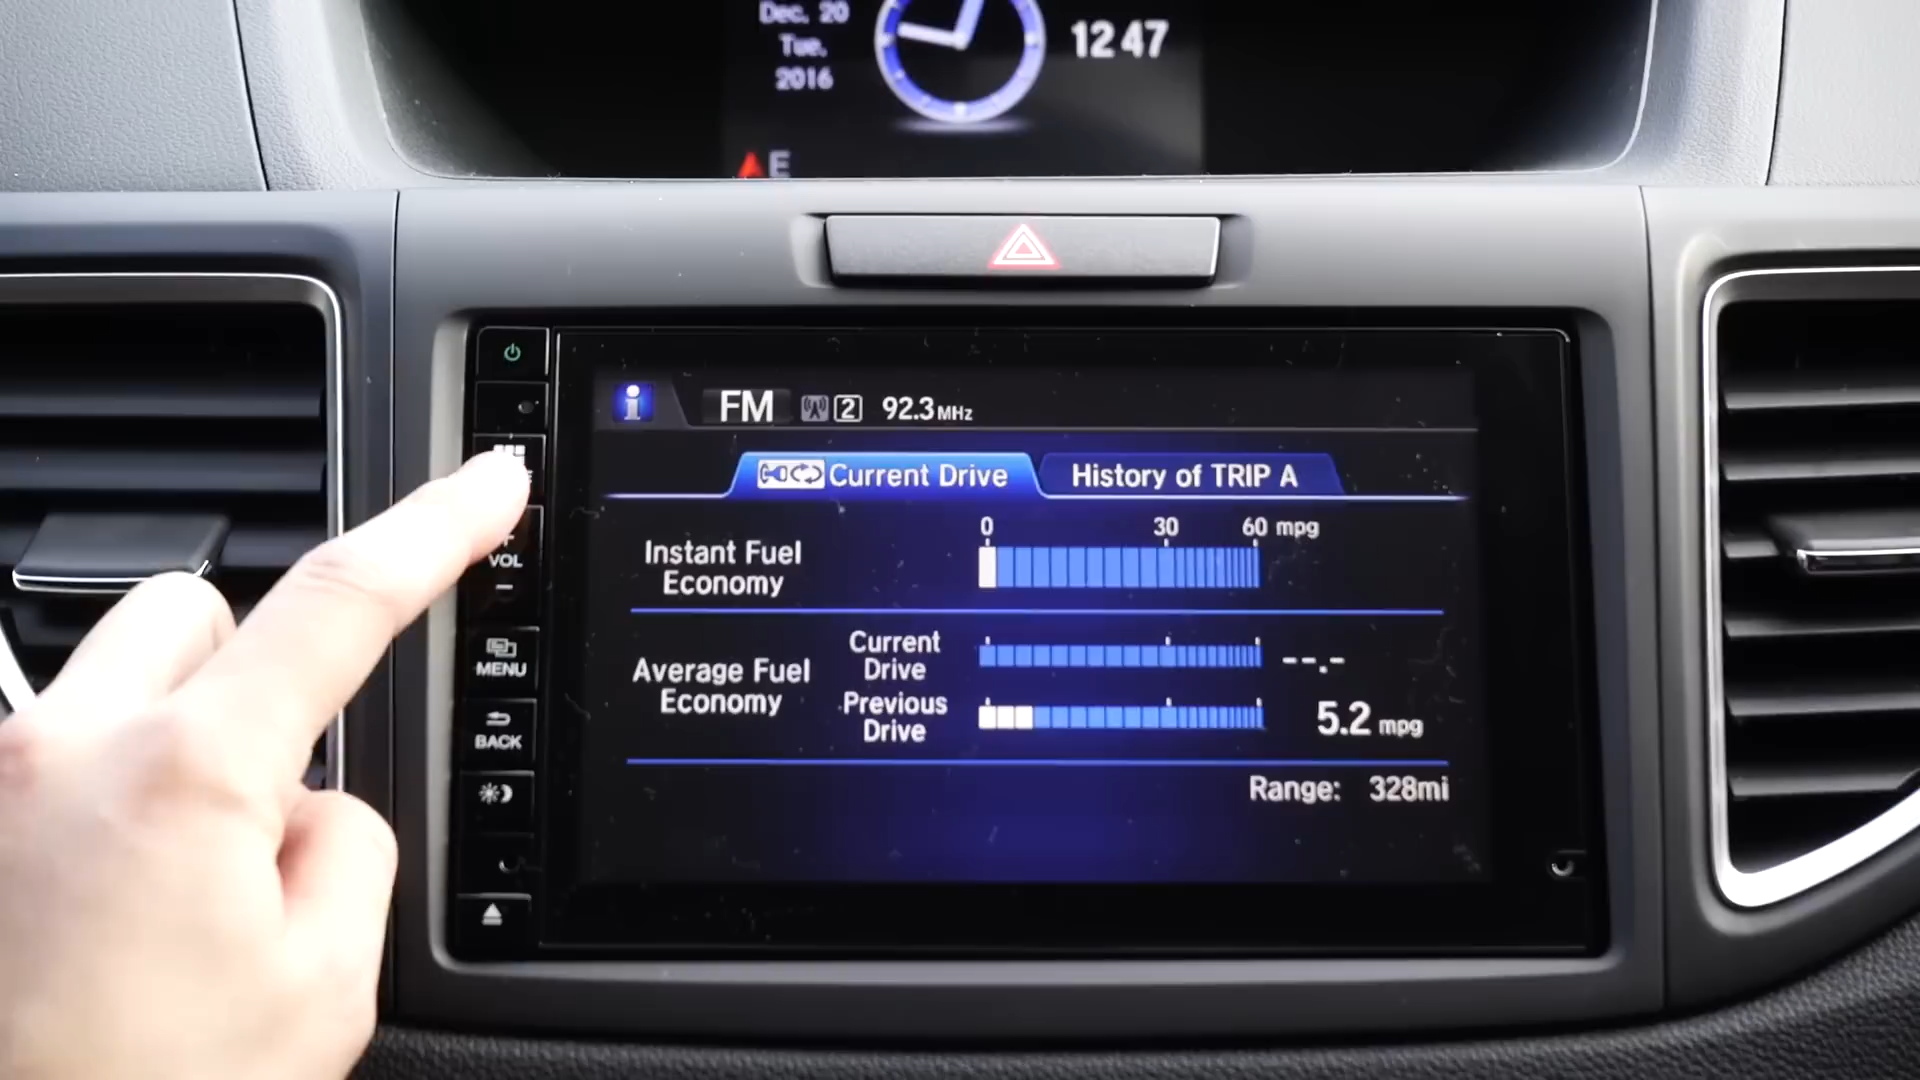 Dec. 20
Tue.
2016
12 47
E
FM 2 92.3 MHz
Current Drive
History of TRIP A
0 30 60 mpg
Instant Fuel
Economy
Average Fuel
Economy
Current
Drive
--.-
Previous
Drive
5.2 mpg
Range: 328mi
VOL
MENU
BACK